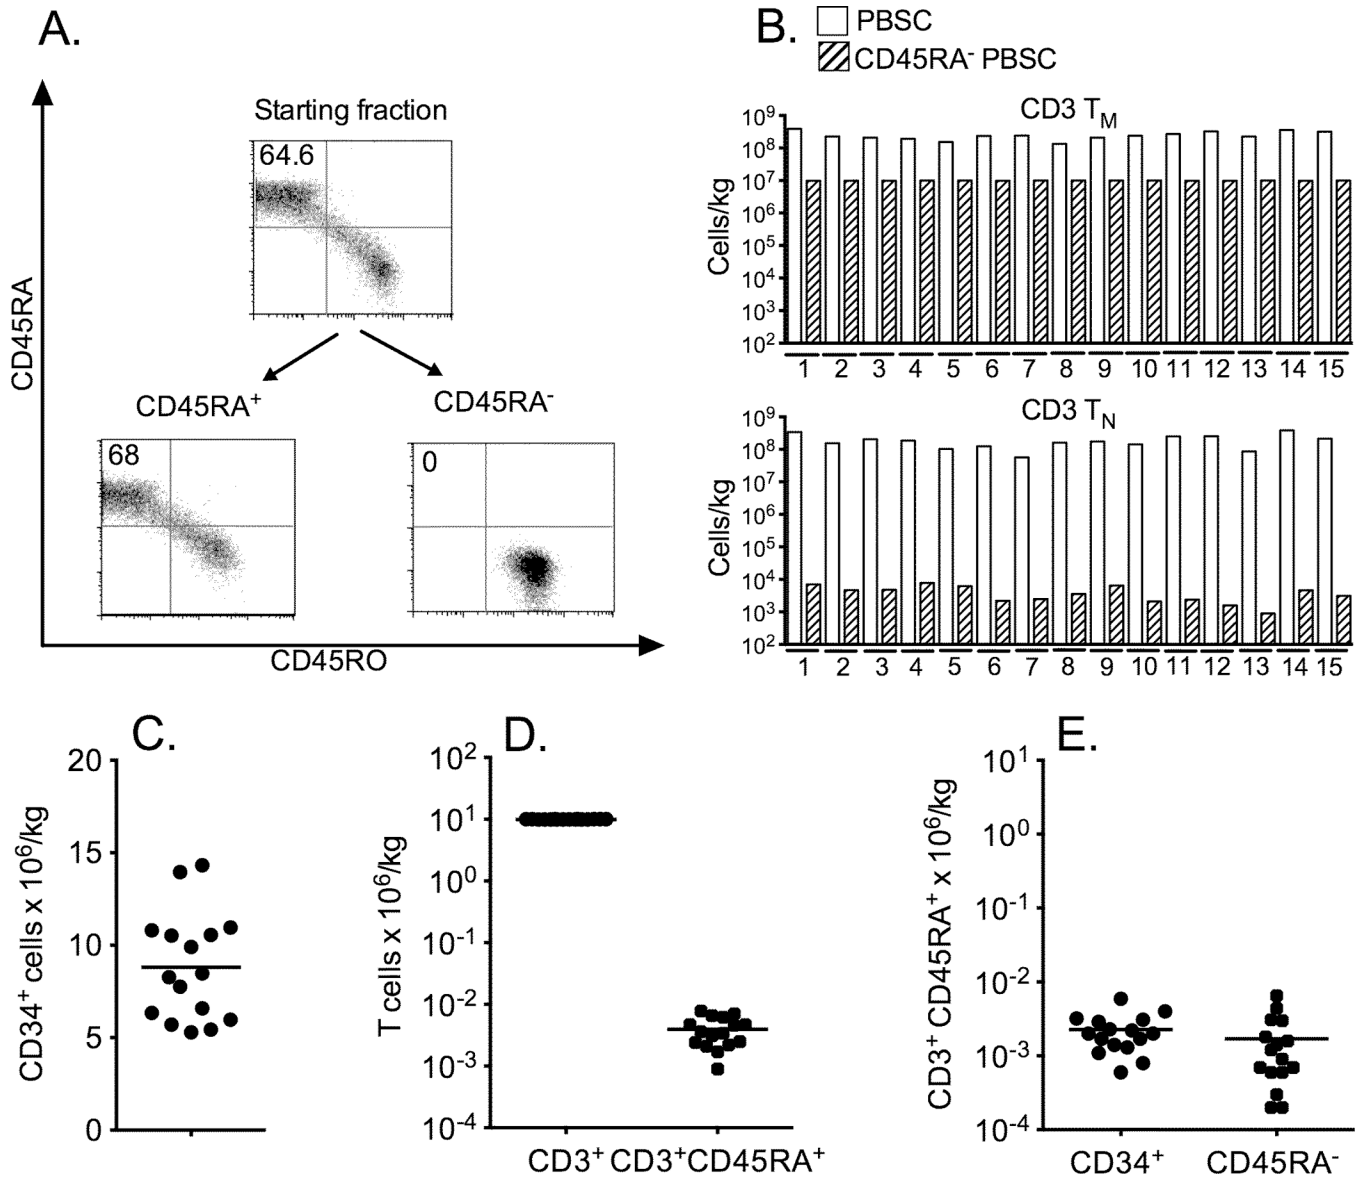 A.
Starting fraction
64.6
CD45RA⁺
CD45RA⁻
68
0
CD45RA
CD45RO
B.
PBSC
CD45RA⁻ PBSC
CD3 T_M
10⁹
10⁸
10⁷
10⁶
10⁵
10⁴
10³
10²
Cells/kg
1 2 3 4 5 6 7 8 9 10 11 12 13 14 15
CD3 T_N
10⁹
10⁸
10⁷
10⁶
10⁵
10⁴
10³
10²
Cells/kg
1 2 3 4 5 6 7 8 9 10 11 12 13 14 15
C.
20
15
10
5
0
CD34⁺ cells x 10⁶/kg
D.
10²
10¹
10⁰
10⁻¹
10⁻²
10⁻³
10⁻⁴
T cells x 10⁶/kg
CD3⁺ CD3⁺CD45RA⁺
E.
10¹
10⁰
10⁻¹
10⁻²
10⁻³
10⁻⁴
CD3⁺ CD45RA⁺ x 10⁶/kg
CD34⁺ CD45RA⁻